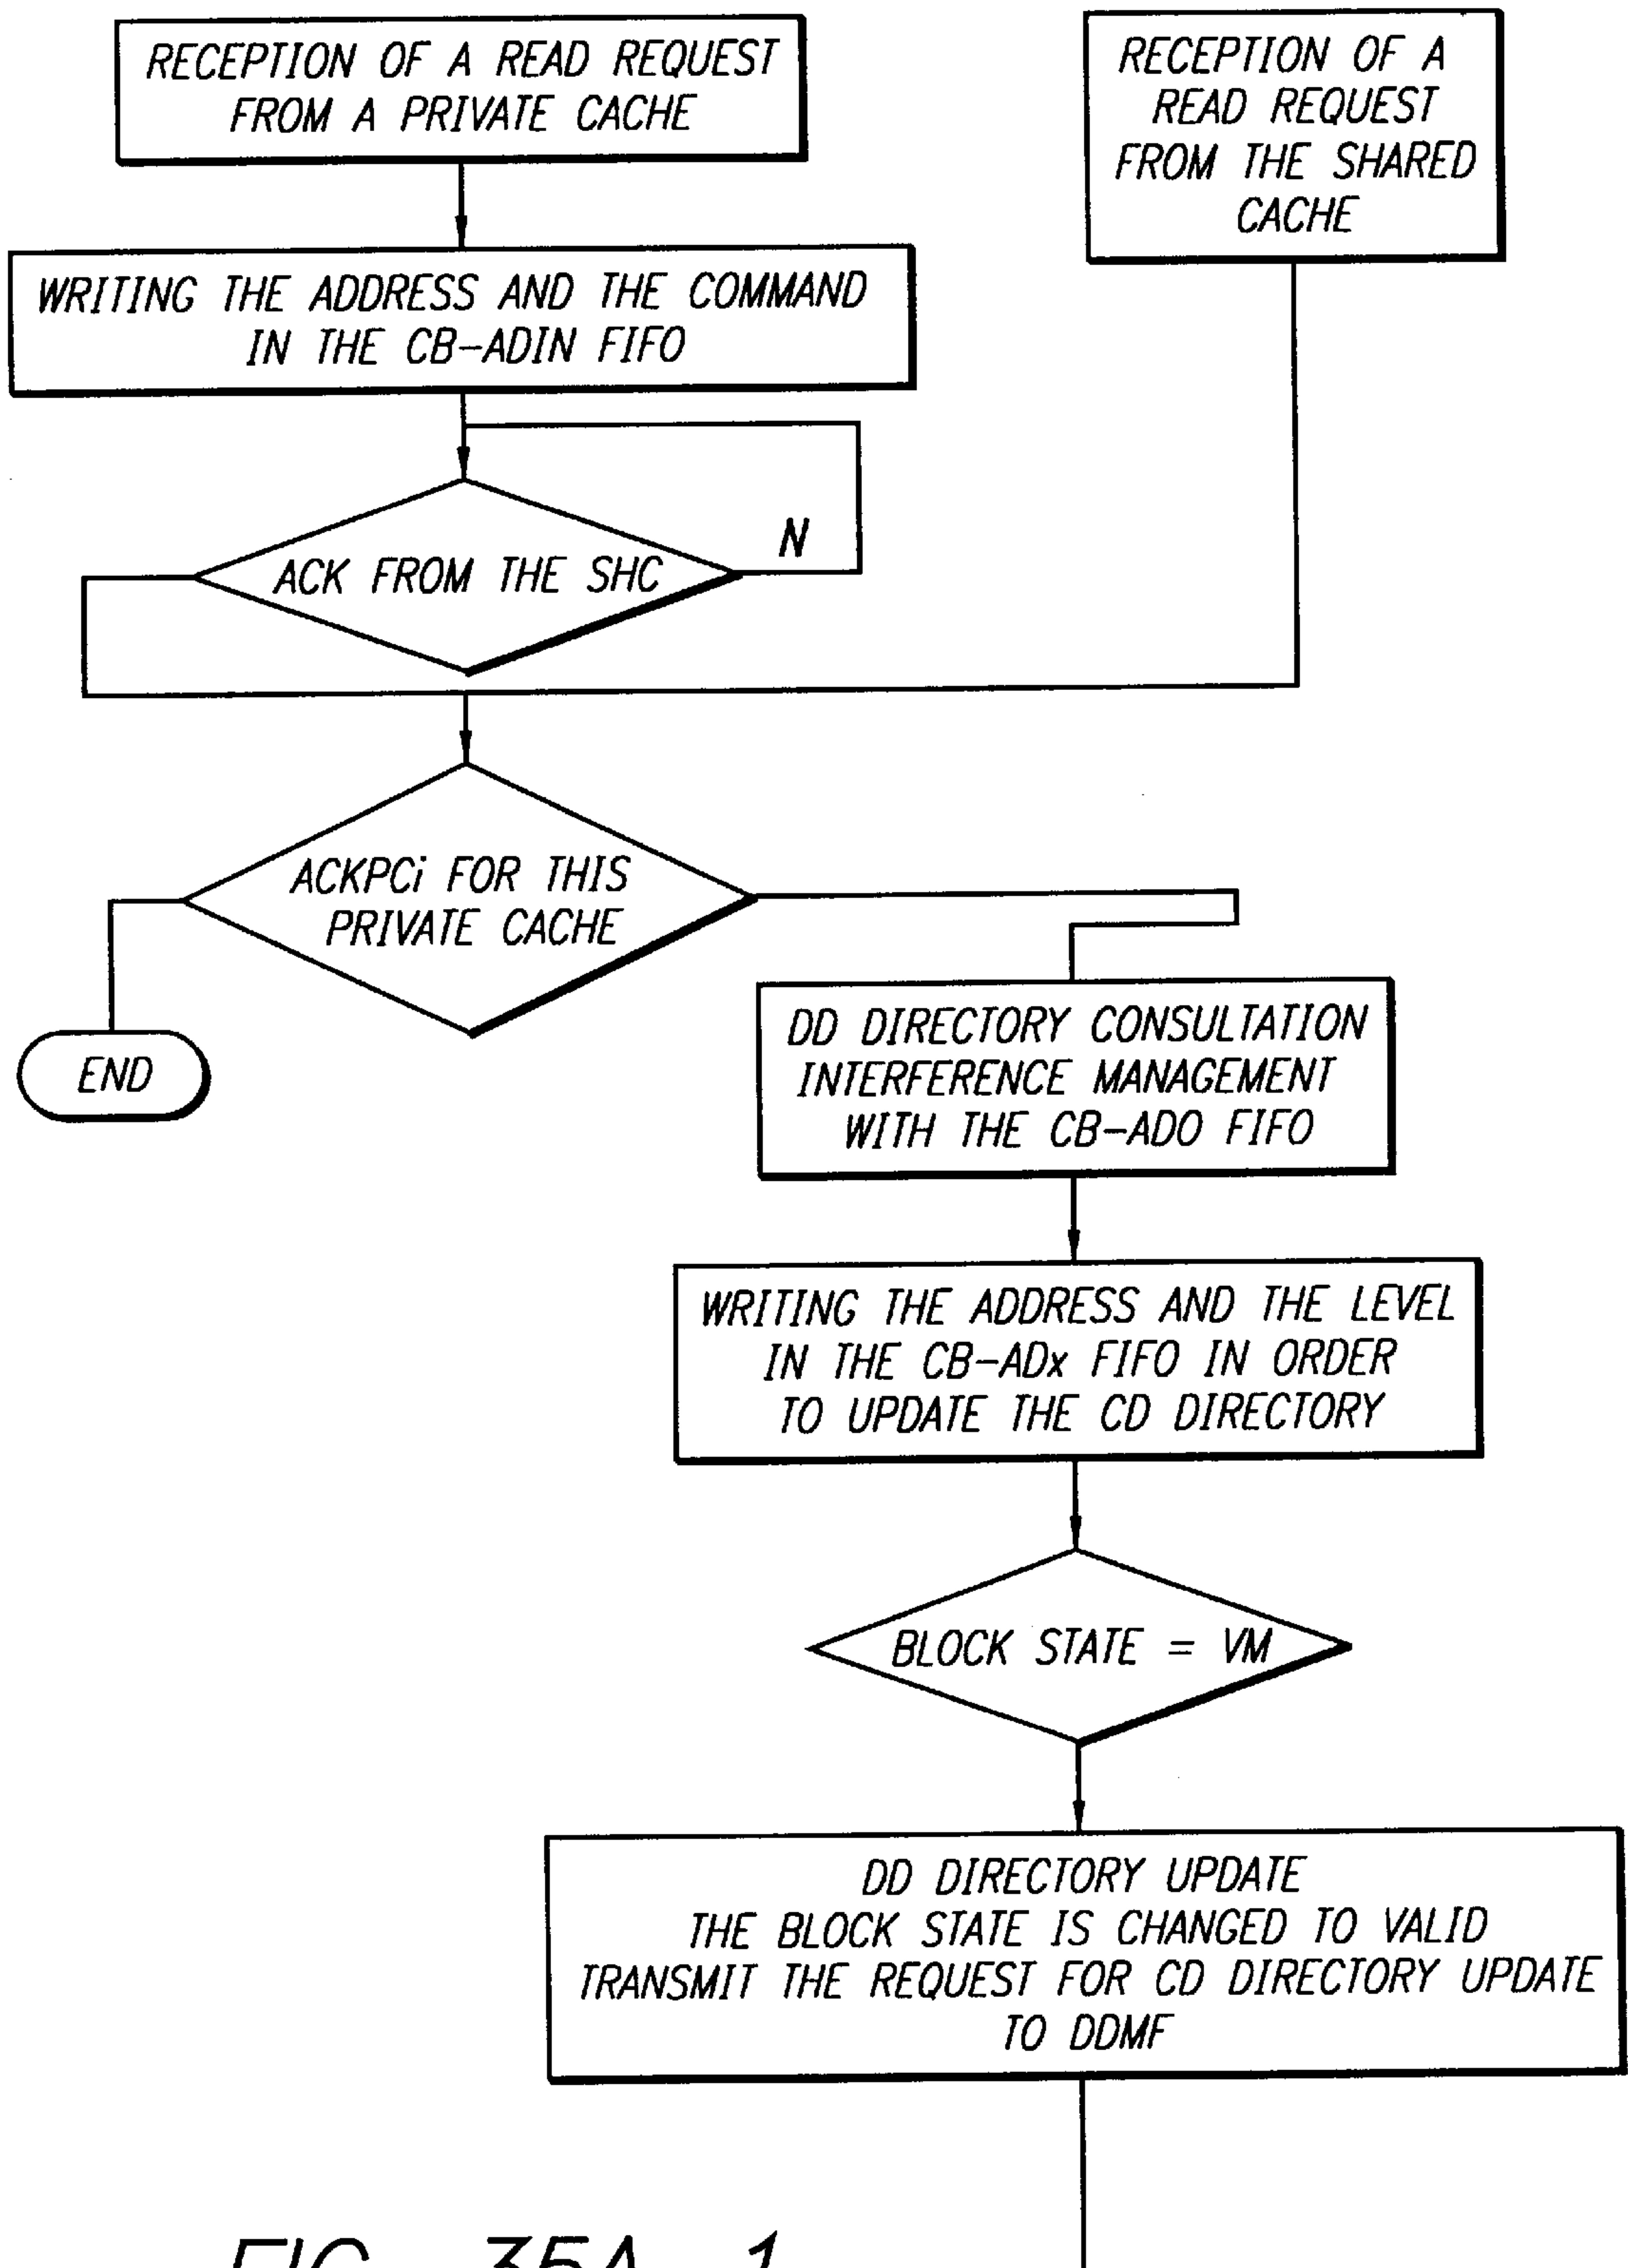 RECEPTION OF A READ REQUEST
FROM A PRIVATE CACHE
RECEPTION OF A
READ REQUEST
FROM THE SHARED
CACHE
WRITING THE ADDRESS AND THE COMMAND
IN THE CB-ADIN FIFO
N
ACK FROM THE SHC
ACKPCi FOR THIS
PRIVATE CACHE
END
DD DIRECTORY CONSULTATION
INTERFERENCE MANAGEMENT
WITH THE CB-ADO FIFO
WRITING THE ADDRESS AND THE LEVEL
IN THE CB-ADx FIFO IN ORDER
TO UPDATE THE CD DIRECTORY
BLOCK STATE = VM
DD DIRECTORY UPDATE
THE BLOCK STATE IS CHANGED TO VALID
TRANSMIT THE REQUEST FOR CD DIRECTORY UPDATE
TO DDMF
FIG. 35A-1